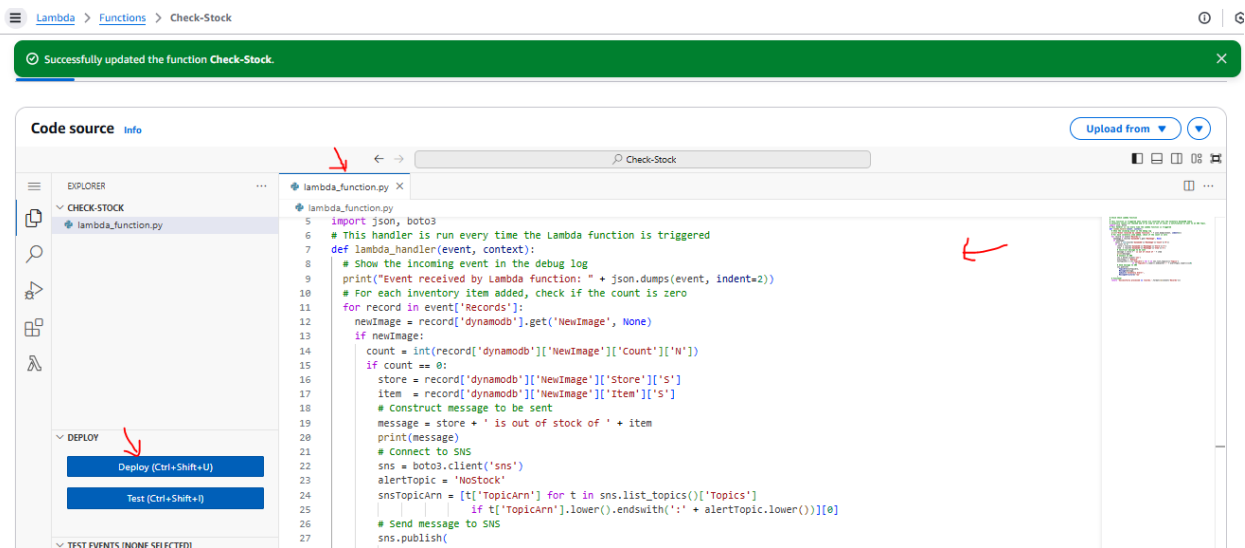 Lambda > Functions > Check-Stock
Successfully updated the function Check-Stock.
Code source Info
Upload from
Check-Stock
EXPLORER
lambda_function.py
CHECK-STOCK
lambda_function.py
lambda_function.py
5 import json, boto3
6 # This handler is run every time the Lambda function is triggered
7 def lambda_handler(event, context):
8 # Show the incoming event in the debug log
9 print("Event received by Lambda function: " + json.dumps(event, indent=2))
10 # For each inventory item added, check if the count is zero
11 for record in event['Records']:
12 newImage = record['dynamodb'].get('NewImage', None)
13 if newImage:
14 count = int(record['dynamodb']['NewImage']['Count']['N'])
15 if count == 0:
16 store = record['dynamodb']['NewImage']['Store']['S']
17 item = record['dynamodb']['NewImage']['Item']['S']
18 # Construct message to be sent
19 message = store + ' is out of stock of ' + item
20 print(message)
21 # Connect to SNS
22 sns = boto3.client('sns')
23 alertTopic = 'NoStock'
24 snsTopicArn = [t['TopicArn'] for t in sns.list_topics()['Topics']
25 if t['TopicArn'].lower().endswith(':' + alertTopic.lower())][0]
26 # Send message to SNS
27 sns.publish(
DEPLOY
Deploy (Ctrl+Shift+U)
Test (Ctrl+Shift+I)
TEST EVENTS [NONE SELECTED]